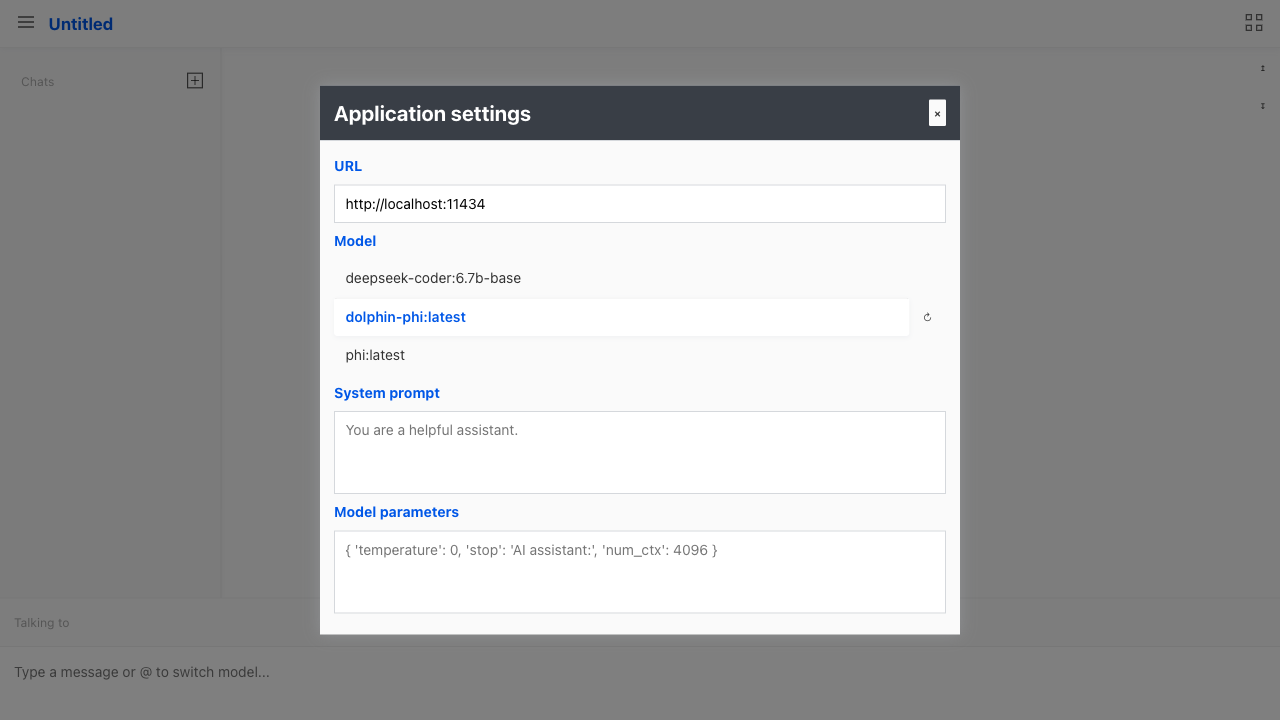 Untitled
Chats
Application settings
×
URL
http://localhost:11434
Model
deepseek-coder:6.7b-base
dolphin-phi:latest
phi:latest
System prompt
You are a helpful assistant.
Model parameters
{ 'temperature': 0, 'stop': 'AI assistant:', 'num_ctx': 4096 }
Talking to
Type a message or @ to switch model...